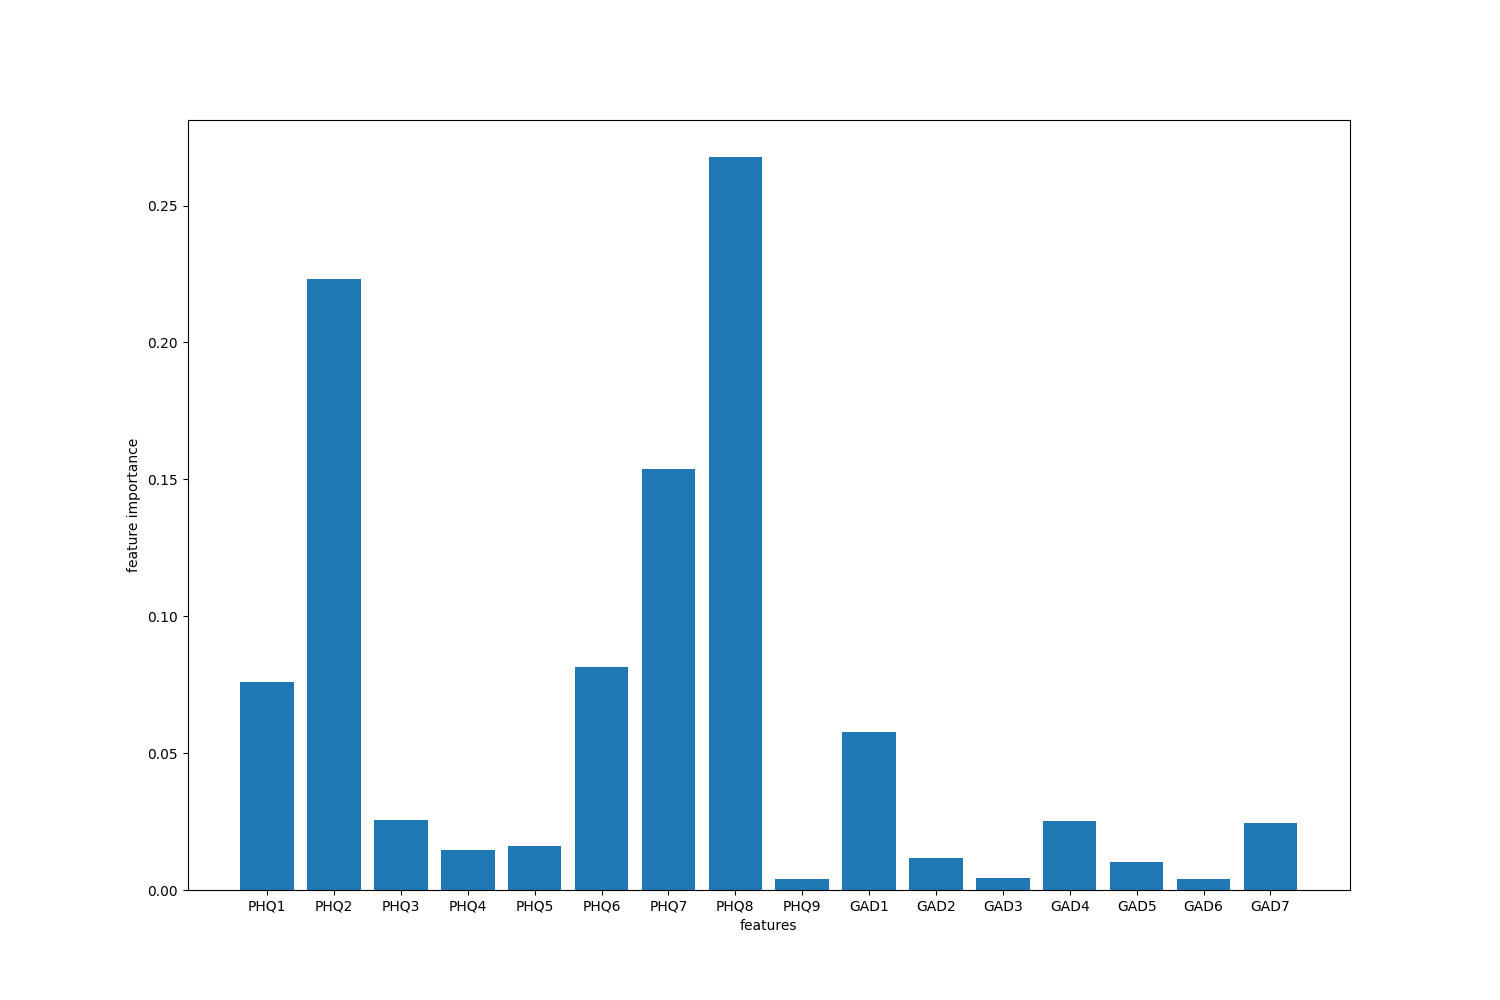 feature importance
0.25
0.20
0.15
0.10
0.05
0.00
PHQ1 PHQ2 PHQ3 PHQ4 PHQ5 PHQ6 PHQ7 PHQ8 PHQ9 GAD1 GAD2 GAD3 GAD4 GAD5 GAD6 GAD7
features